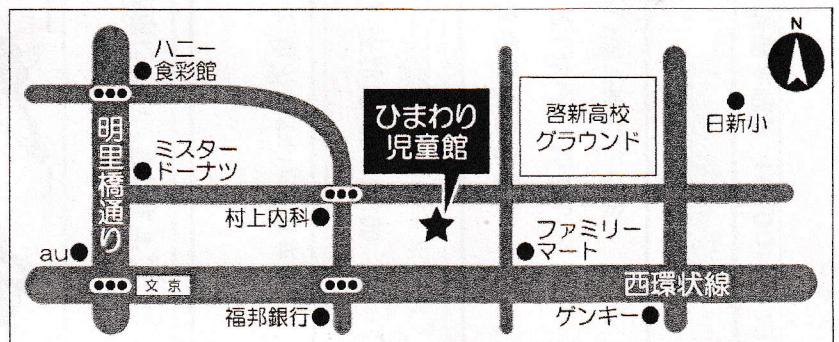 N
ハニー
食彩館
ひまわり
児童館
啓新高校
グラウンド
日新小
明里橋通り
ミスター
ドーナツ
村上内科
ファミリー
マート
au
文京
西環状線
福邦銀行
ゲンキー